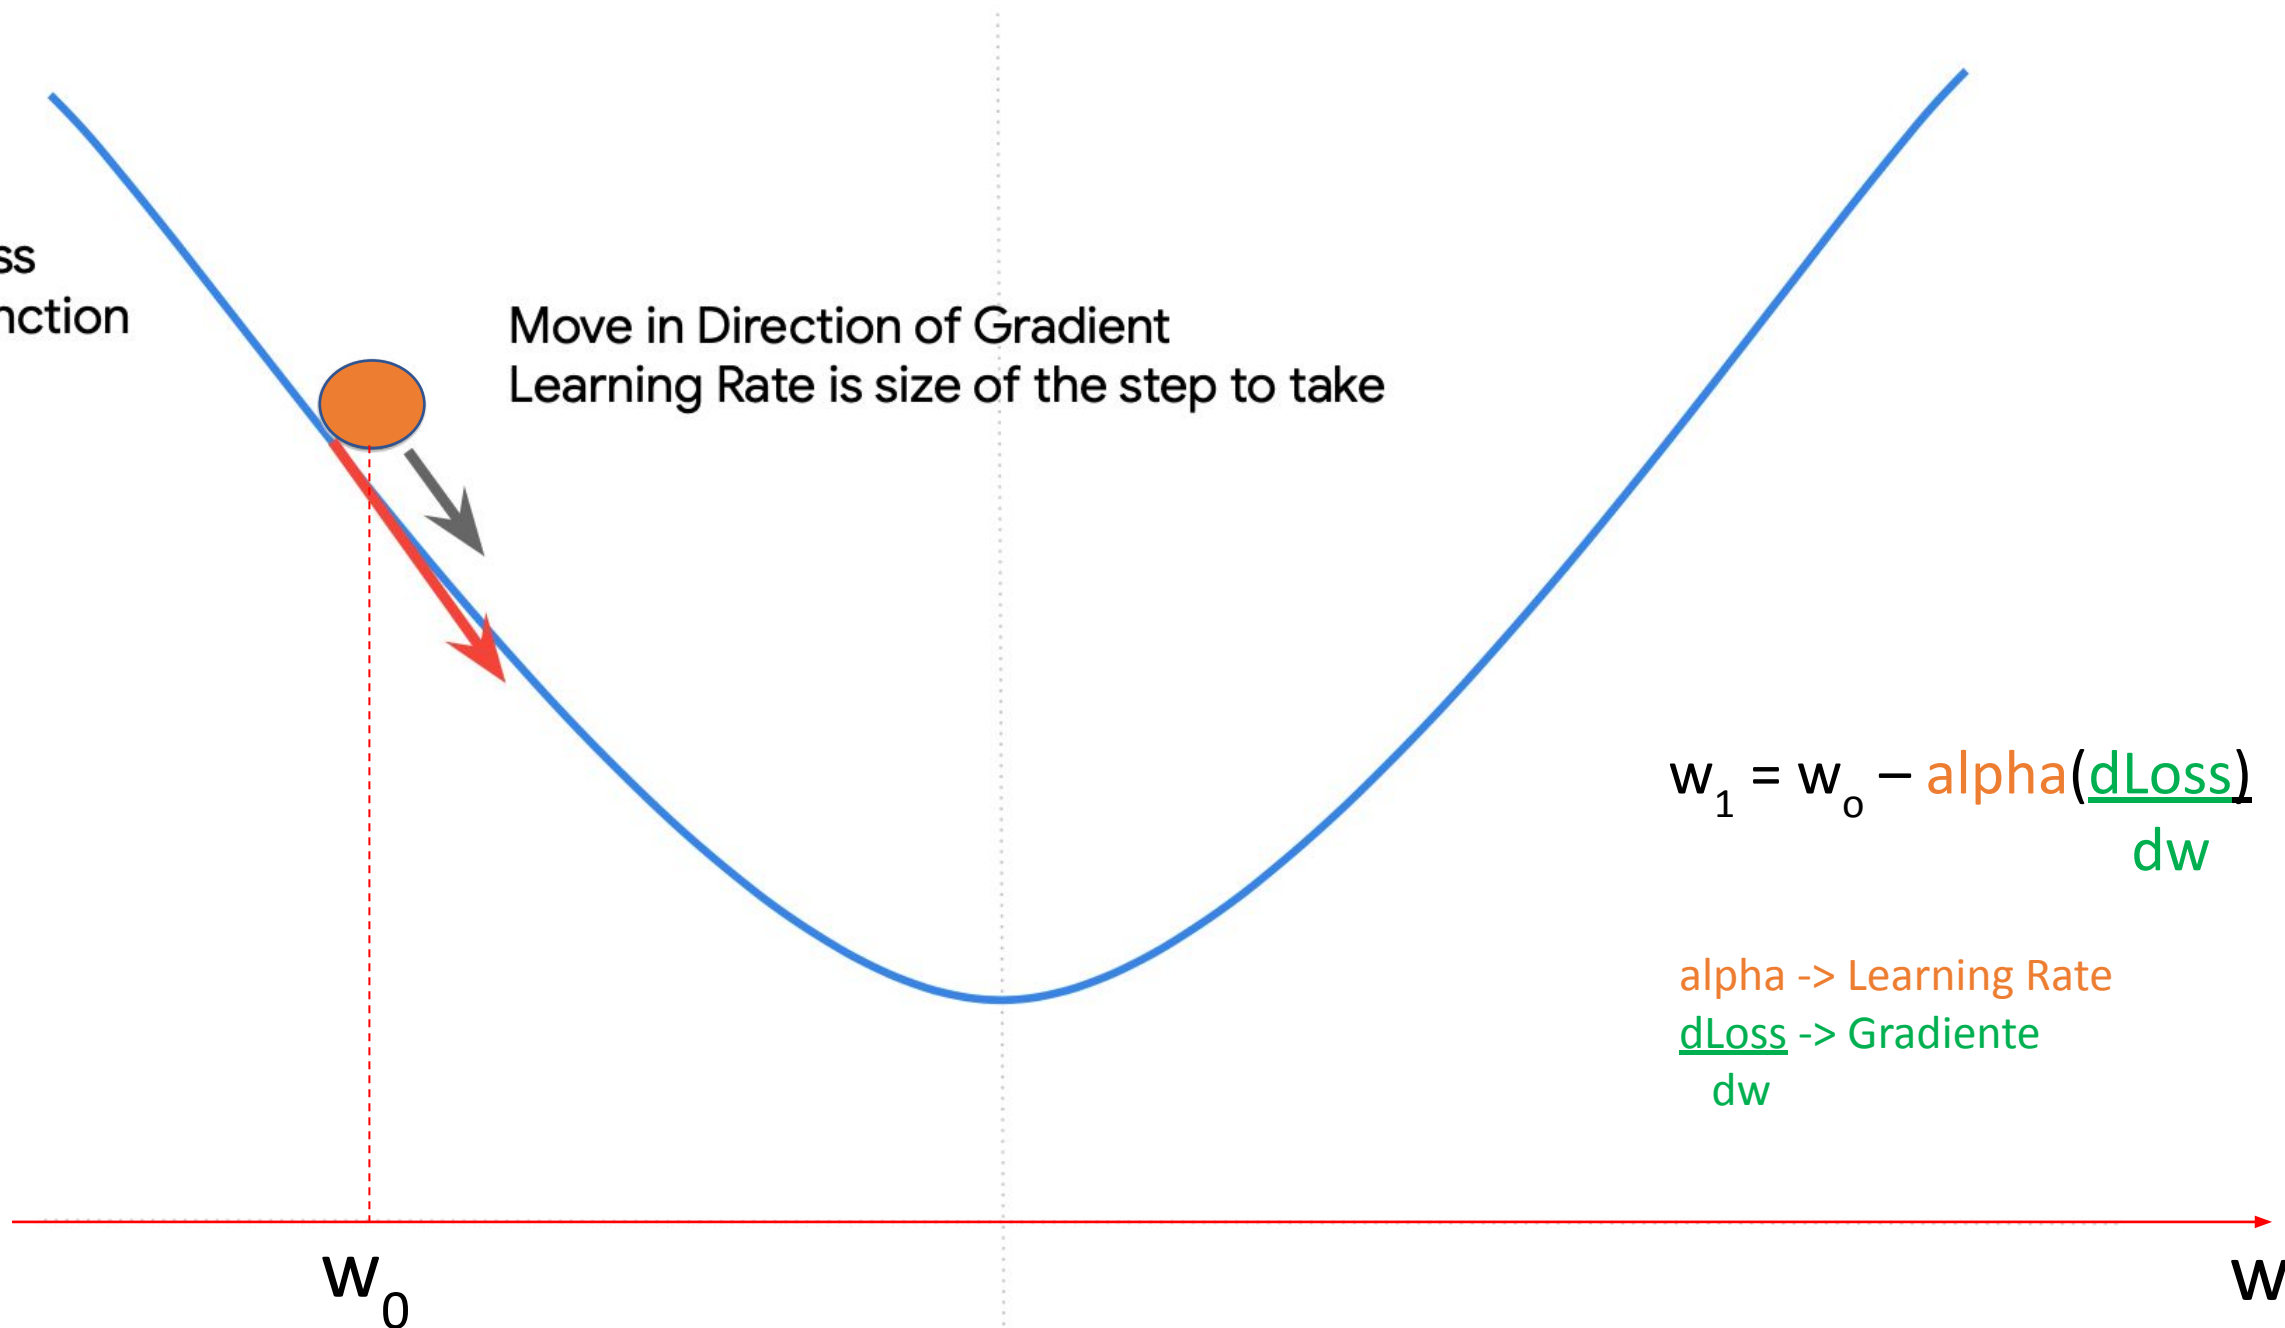 ss
nction
Move in Direction of Gradient
Learning Rate is size of the step to take
w1 = wo – alpha(dLoss)
dw
alpha -> Learning Rate
dLoss -> Gradiente
dw
w0
w